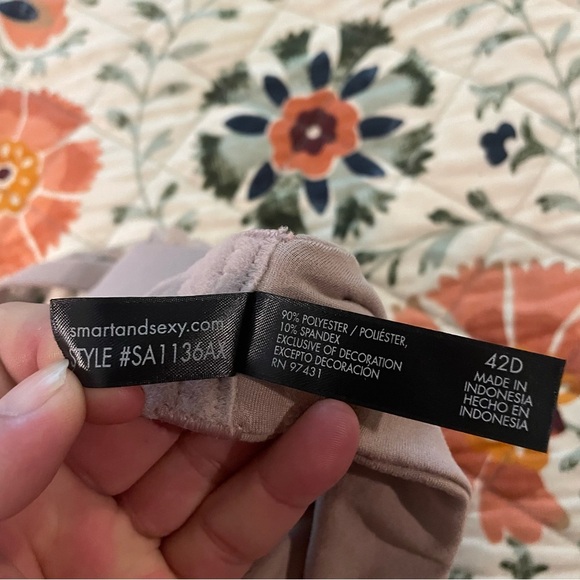 smartandsexy.com
STYLE #SA1136AX
90% POLYESTER / POLIÉSTER,
10% SPANDEX
EXCLUSIVE OF DECORATION
EXCEPTO DECORACIÓN
RN 97431
42D
MADE IN
INDONESIA
HECHO EN
INDONESIA